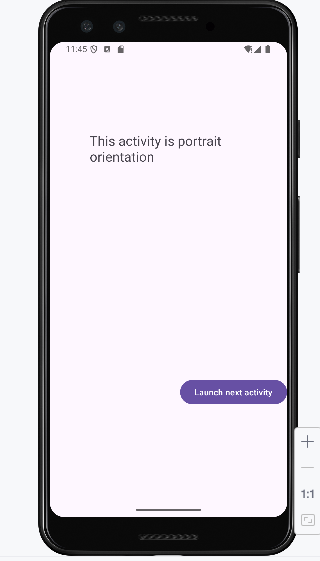 11:45
This activity is portrait
orientation
Launch next activity
1:1